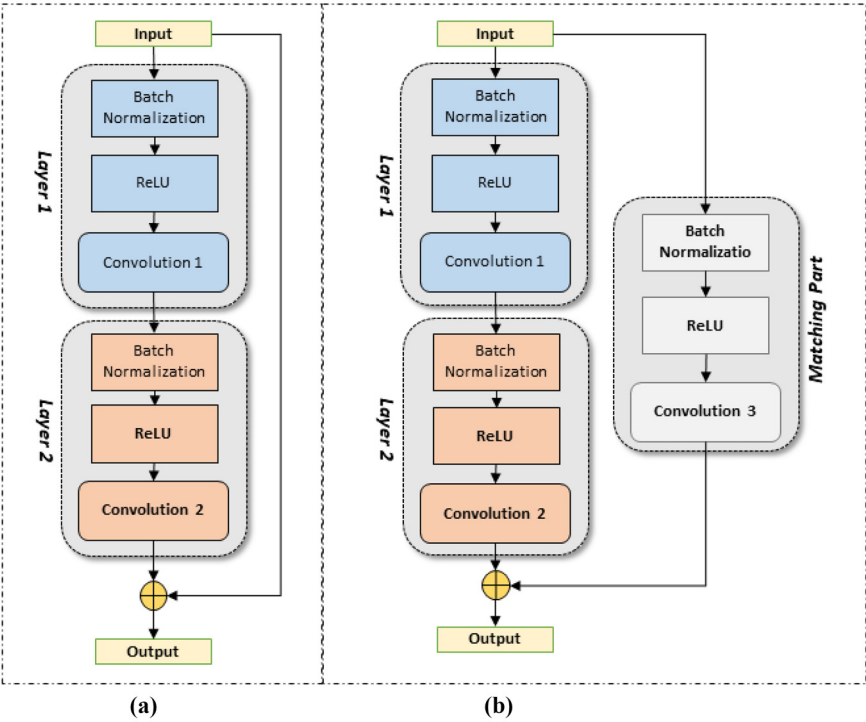 Input
Batch
Normalization
ReLU
Convolution 1
Layer 1
Batch
Normalization
ReLU
Convolution 2
Layer 2
Output
(a)
Input
Batch
Normalization
ReLU
Convolution 1
Layer 1
Batch
Normalization
ReLU
Convolution 2
Layer 2
Batch
Normalizatio
ReLU
Convolution 3
Matching Part
Output
(b)